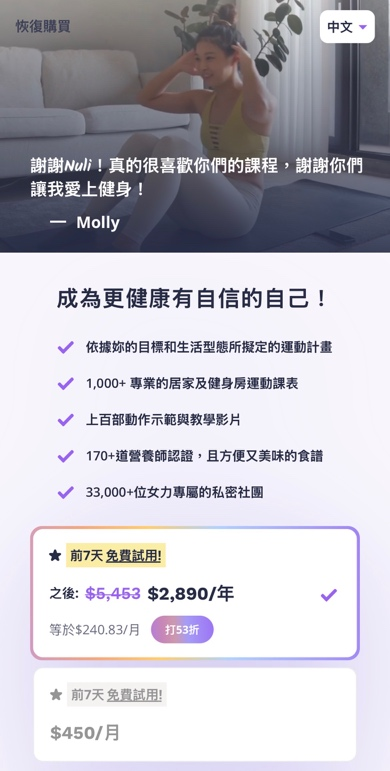 恢復購買
中文
謝謝Nuli！真的很喜歡你們的課程，謝謝你們
讓我愛上健身！
— Molly
成為更健康有自信的自己！
依據妳的目標和生活型態所擬定的運動計畫
1,000+ 專業的居家及健身房運動課表
上百部動作示範與教學影片
170+道營養師認證，且方便又美味的食譜
33,000+位女力專屬的私密社團
前7天 免費試用!
之後: $5,453 $2,890/年
等於$240.83/月 打53折
前7天 免費試用!
$450/月